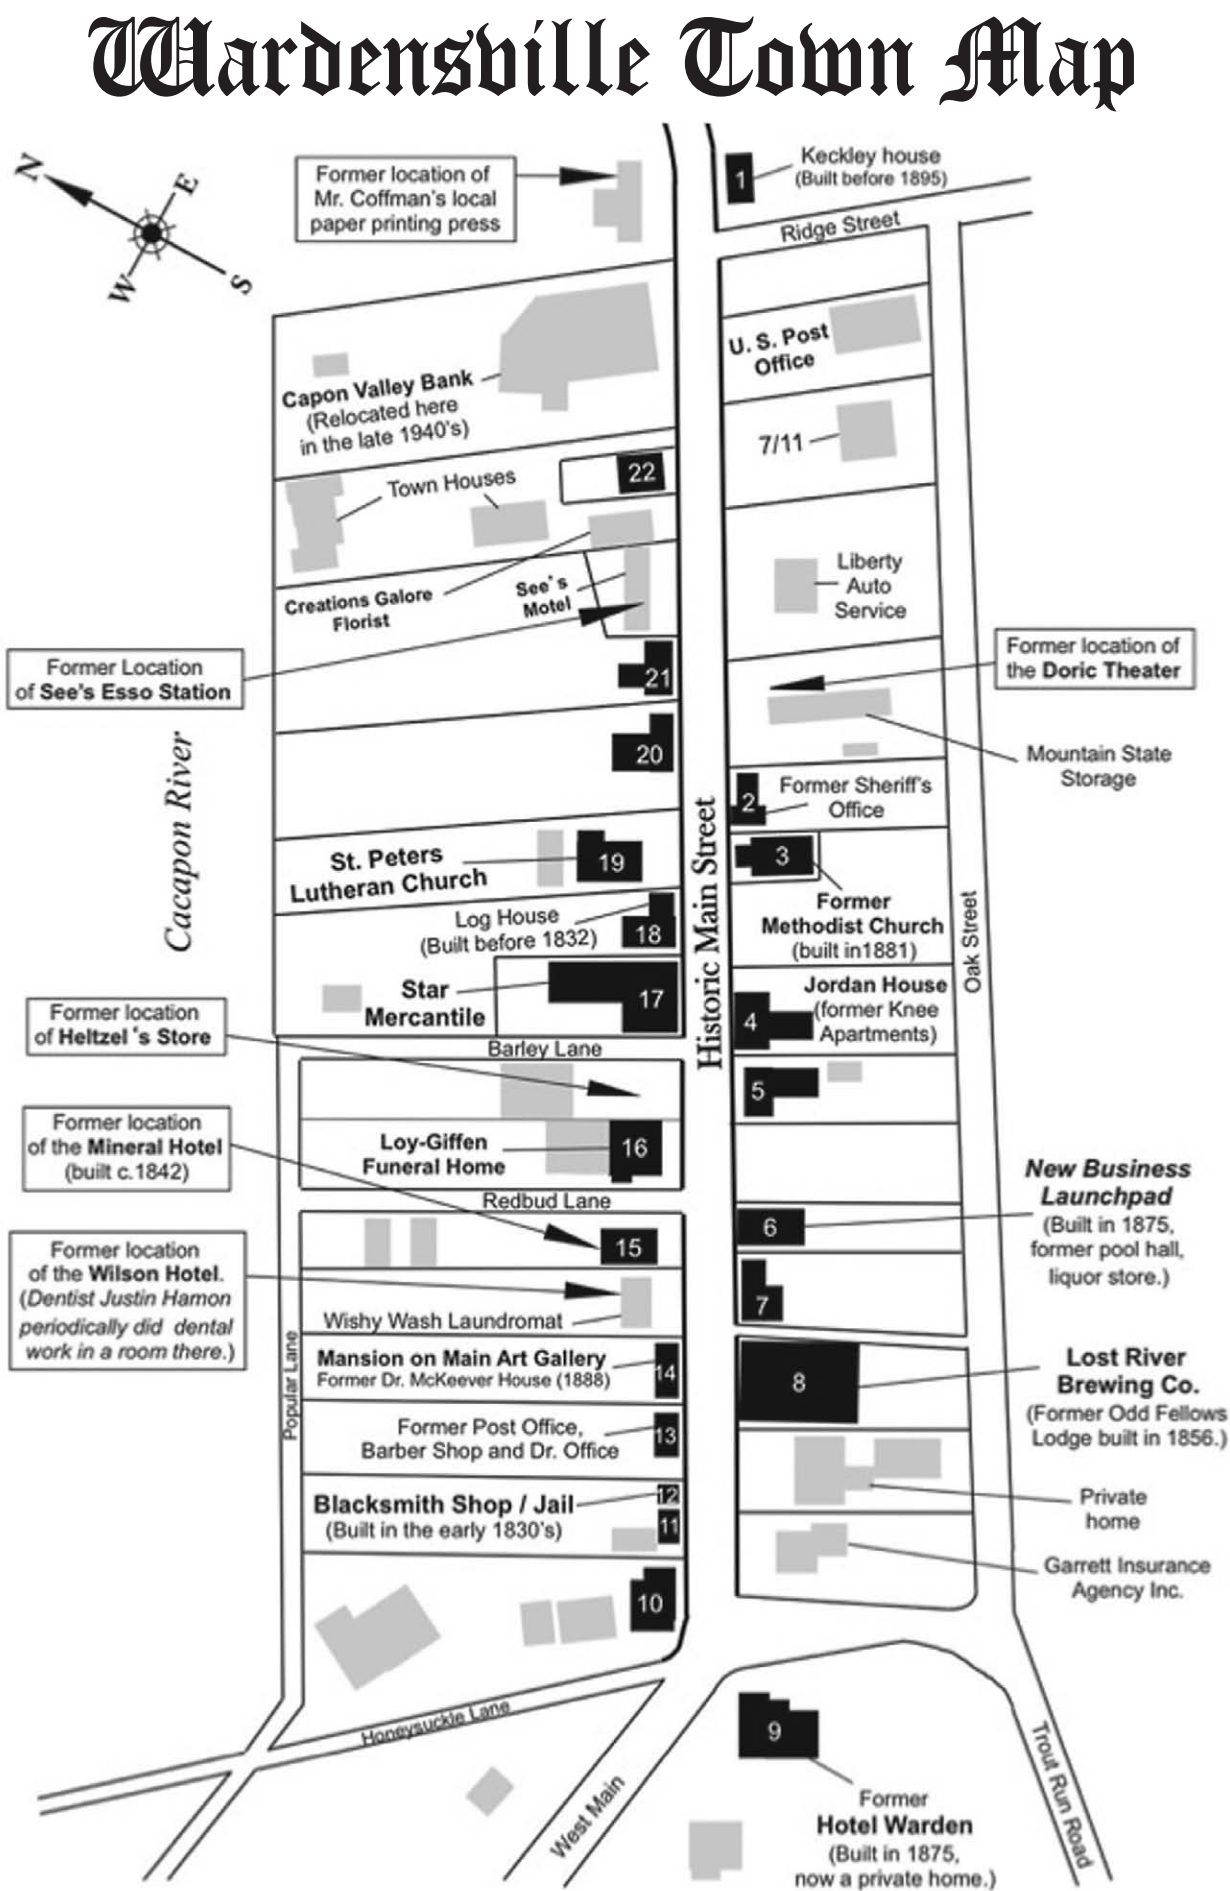 Wardensville Town Map
N
E
W
S
Former location of
Mr. Coffman's local
paper printing press
1
Keckley house
(Built before 1895)
Ridge Street
U. S. Post
Office
Capon Valley Bank
(Relocated here
in the late 1940's)
7/11
22
Town Houses
Creations Galore
Florist
See's
Motel
Liberty
Auto
Service
Former Location
of See's Esso Station
21
Former location of
the Doric Theater
20
Mountain State
Storage
Cacapon River
Historic Main Street
Oak Street
2
Former Sheriff's
Office
St. Peters
Lutheran Church
19
3
Former
Methodist Church
(built in1881)
Log House
(Built before 1832)
18
Star
Mercantile
17
Jordan House
(former Knee
Apartments)
4
Former location
of Heltzel 's Store
Barley Lane
5
Former location
of the Mineral Hotel
(built c.1842)
Loy-Giffen
Funeral Home
16
Redbud Lane
New Business
Launchpad
(Built in 1875,
former pool hall,
liquor store.)
6
15
Former location
of the Wilson Hotel.
(Dentist Justin Hamon
periodically did dental
work in a room there.)
7
Wishy Wash Laundromat
Popular Lane
Mansion on Main Art Gallery
Former Dr. McKeever House (1888)
14
8
Lost River
Brewing Co.
(Former Odd Fellows
Lodge built in 1856.)
Former Post Office,
Barber Shop and Dr. Office
13
Blacksmith Shop / Jail
(Built in the early 1830's)
12
11
Private
home
Garrett Insurance
Agency Inc.
10
Honeysuckle Lane
9
West Main
Trout Run Road
Former
Hotel Warden
(Built in 1875,
now a private home.)